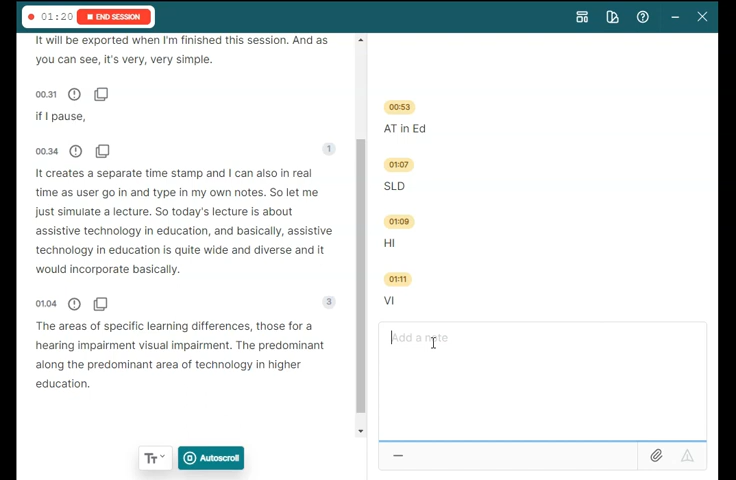 01:20 END SESSION
It will be exported when I'm finished this session. And as
you can see, it's very, very simple.
00.31
if I pause,
00.34 1
It creates a separate time stamp and I can also in real
time as user go in and type in my own notes. So let me
just simulate a lecture. So today's lecture is about
assistive technology in education, and basically, assistive
technology in education is quite wide and diverse and it
would incorporate basically.
01.04 3
The areas of specific learning differences, those for a
hearing impairment visual impairment. The predominant
along the predominant area of technology in higher
education.
TT
Autoscroll
00:53
AT in Ed
01:07
SLD
01:09
HI
01:11
VI
Add a note